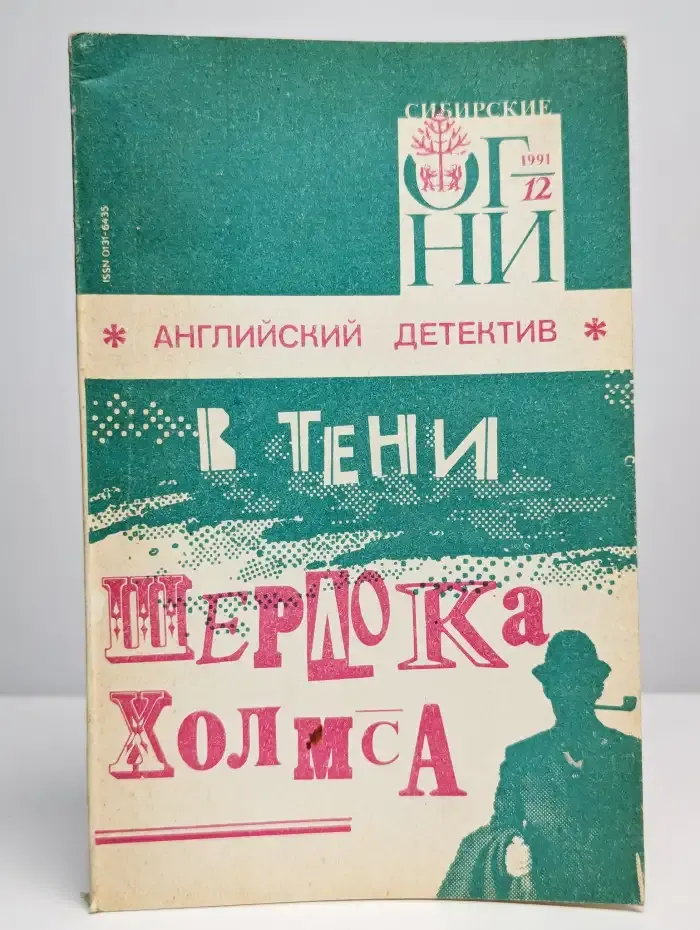 СИБИРСКИЕ
ОГ
1991
12
НИ
ISSN 0131-6435
* АНГЛИЙСКИЙ ДЕТЕКТИВ *
В ТЕНИ
ШЕРЛОКа
ХОЛМСА